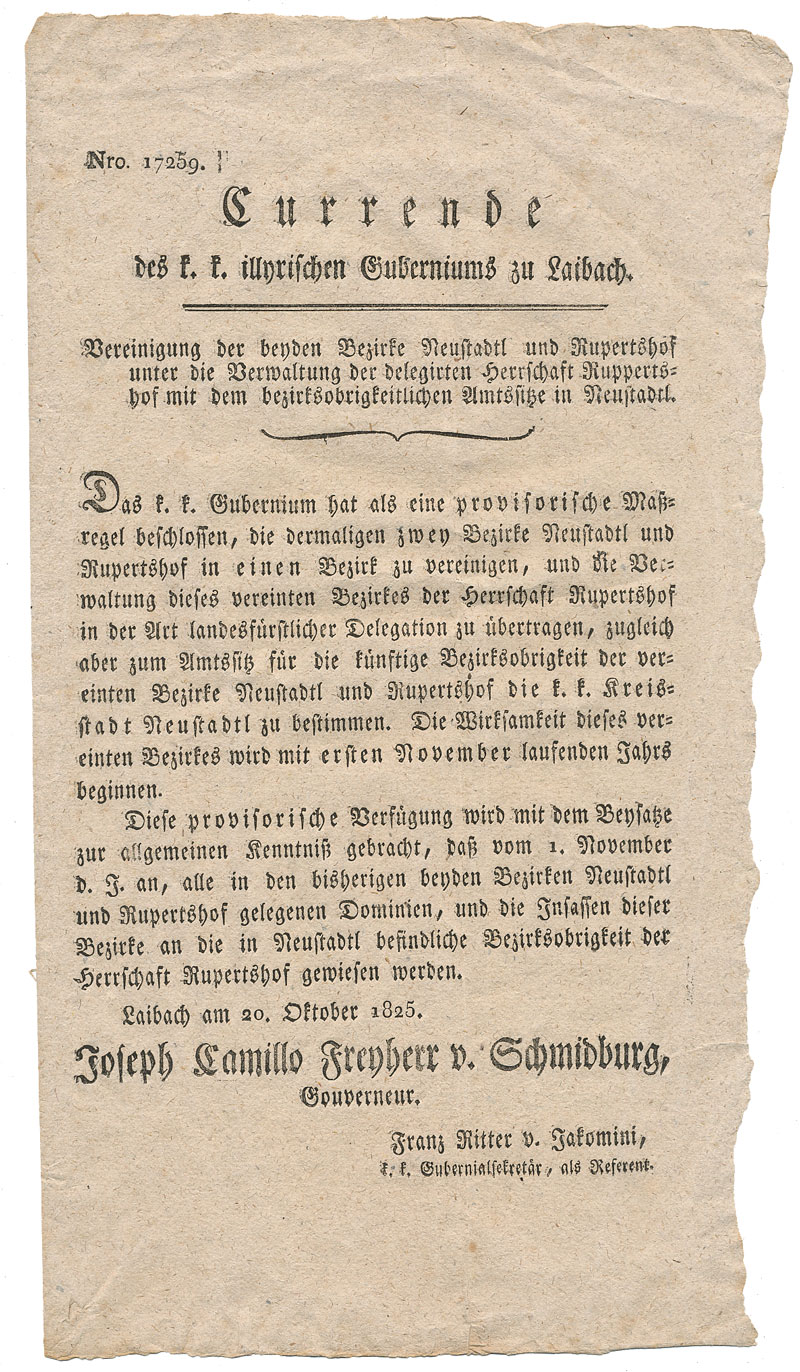 Nro. 17259.
Currende
des k. k. illyrischen Guberniums zu Laibach.
Vereinigung der beyden Bezirke Neustadtl und Rupertshof
unter die Verwaltung der delegirten Herrschaft Rupperts-
hof mit dem bezirksobrigkeitlichen Amtssitze in Neustadtl.
Das k. k. Gubernium hat als eine provisorische Maß-
regel beschlossen, die dermaligen zwey Bezirke Neustadtl und
Rupertshof in einen Bezirk zu vereinigen, und die Ver-
waltung dieses vereinten Bezirkes der Herrschaft Rupertshof
in der Art landesfürstlicher Delegation zu übertragen, zugleich
aber zum Amtssitz für die künftige Bezirksobrigkeit der ver-
einten Bezirke Neustadtl und Rupertshof die k. k. Kreis-
stadt Neustadtl zu bestimmen. Die Wirksamkeit dieses ver-
einten Bezirkes wird mit ersten November laufenden Jahrs
beginnen.
Diese provisorische Verfügung wird mit dem Beysatze
zur allgemeinen Kenntniß gebracht, daß vom 1. November
d. J. an, alle in den bisherigen beyden Bezirken Neustadtl
und Rupertshof gelegenen Dominien, und die Insassen dieser
Bezirke an die in Neustadtl befindliche Bezirksobrigkeit der
Herrschaft Rupertshof gewiesen werden.
Laibach am 20. Oktober 1825.
Joseph Camillo Freyherr v. Schmidburg,
Gouverneur.
Franz Ritter v. Jakomini,
k. k. Gubernialsekretär, als Referent.